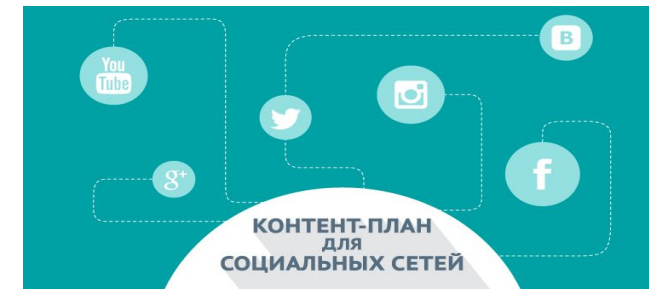 You
Tube
B
g+
f
КОНТЕНТ-ПЛАН
ДЛЯ
СОЦИАЛЬНЫХ СЕТЕЙ